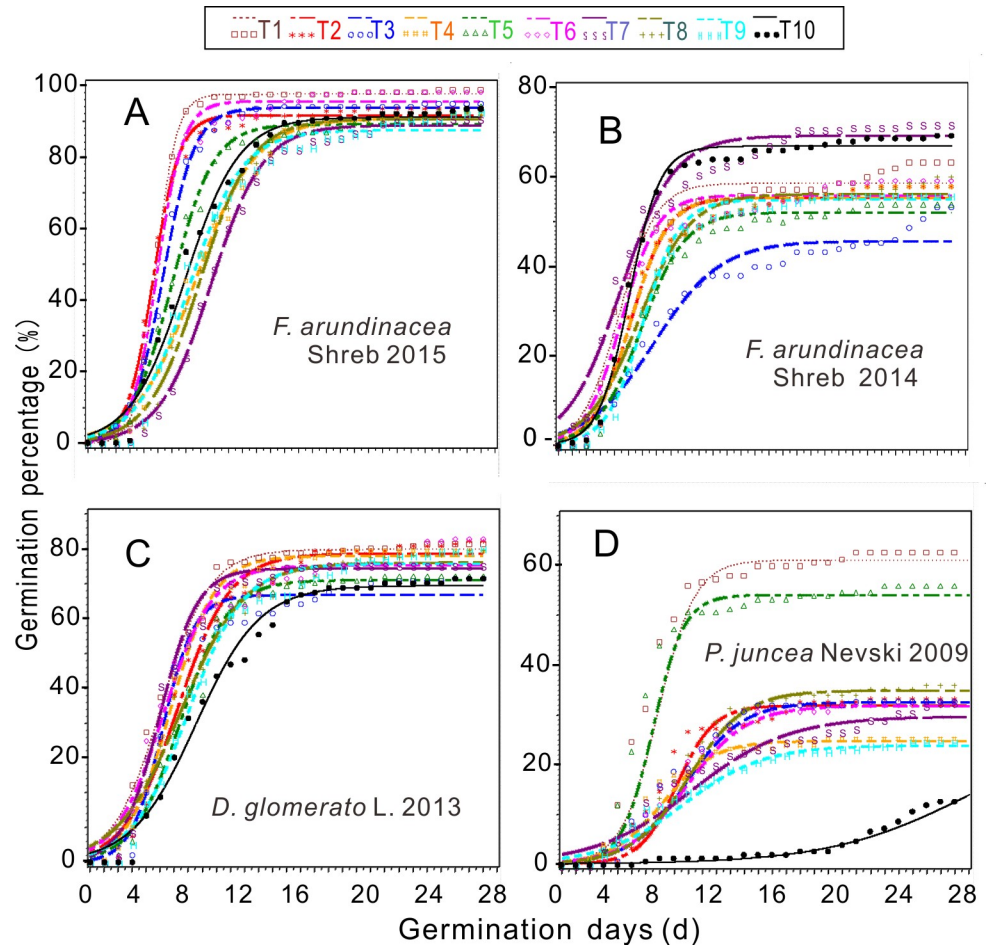 T1 T2 T3 T4 T5 T6 T7 T8 T9 T10
Germination percentage (%)
A
100
80
60
40
20
0
F. arundinacea
Shreb 2015
B
80
60
40
20
0
F. arundinacea
Shreb 2014
C
80
60
40
20
0
D. glomerato L. 2013
0 4 8 12 16 20 24 28
D
60
40
20
0
P. juncea Nevski 2009
0 4 8 12 16 20 24 28
Germination days (d)